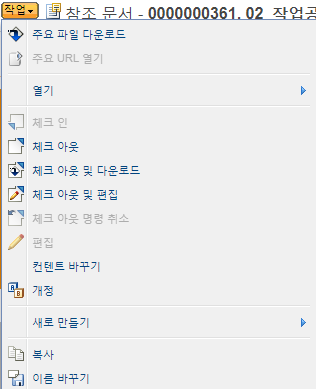 작업
참조 문서 - 0000000361, 02_작업공
주요 파일 다운로드
주요 URL 열기
열기
체크 인
체크 아웃
체크 아웃 및 다운로드
체크 아웃 및 편집
체크 아웃 명령 취소
편집
컨텐트 바꾸기
개정
새로 만들기
복사
이름 바꾸기